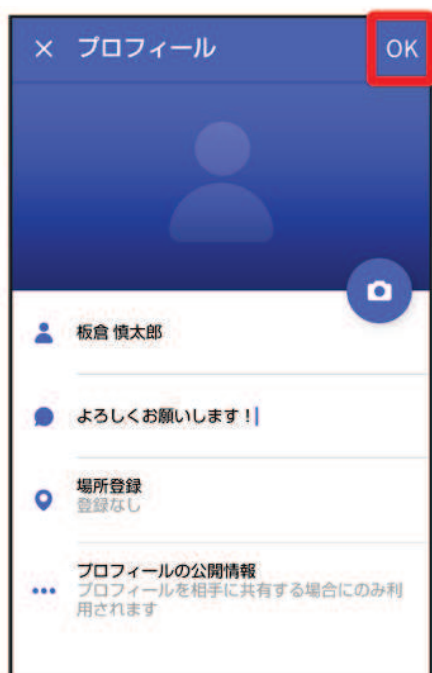 × プロフィール OK
板倉 慎太郎
よろしくお願いします！
場所登録
登録なし
プロフィールの公開情報
プロフィールを相手に共有する場合にのみ利
用されます